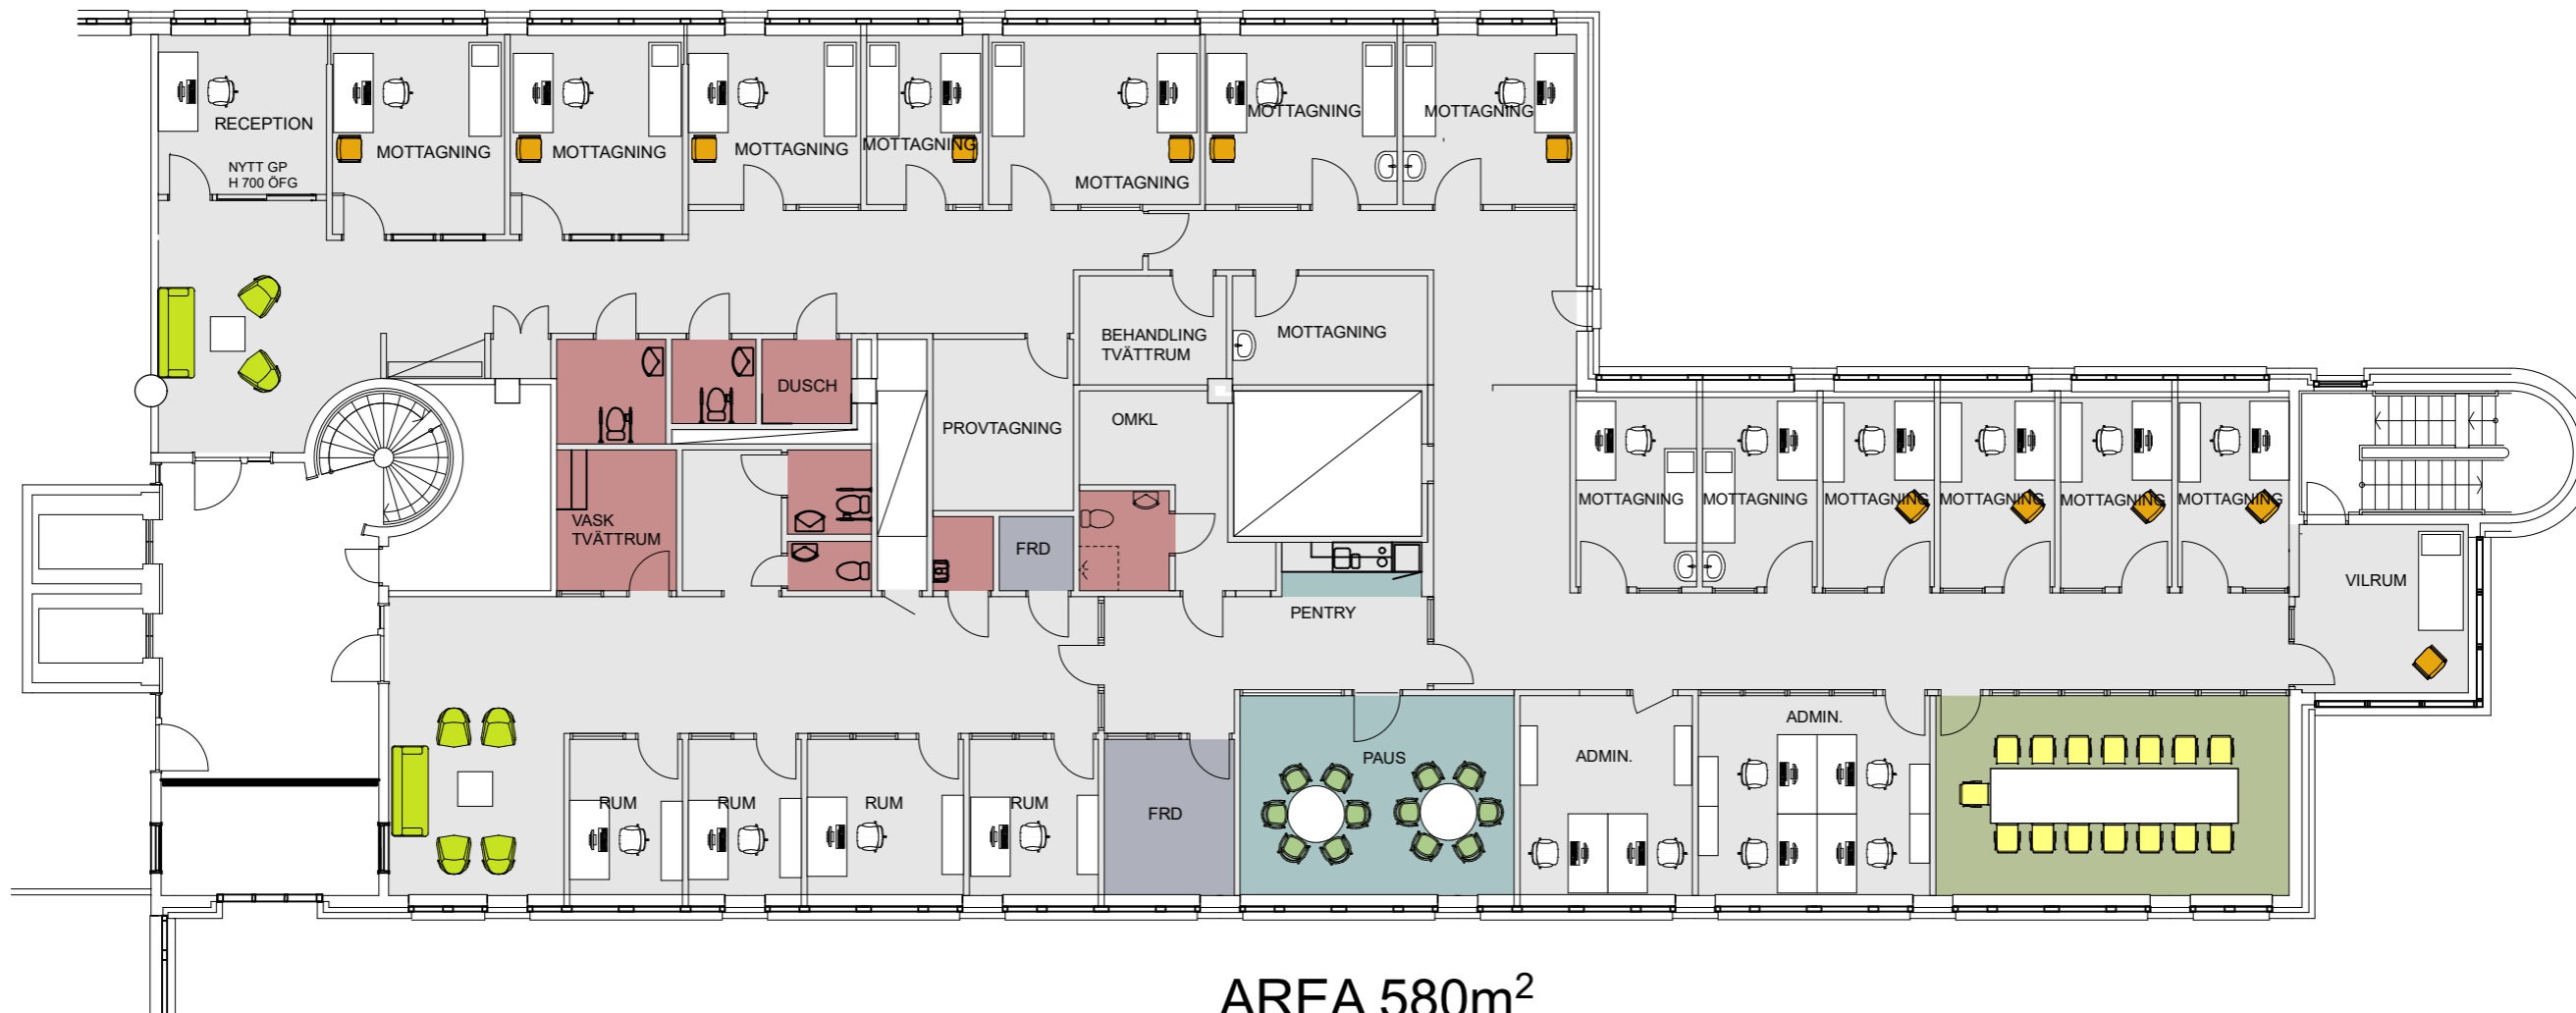 RECEPTION
NYTT GP
H 700 ÖFG
MOTTAGNING
MOTTAGNING
MOTTAGNING
MOTTAGNING
MOTTAGNING
MOTTAGNING
MOTTAGNING
BEHANDLING
TVÄTTRUM
MOTTAGNING
DUSCH
PROVTAGNING
OMKL
VASK
TVÄTTRUM
FRD
MOTTAGNING
MOTTAGNING
MOTTAGNING
MOTTAGNING
MOTTAGNING
MOTTAGNING
VILRUM
PENTRY
RUM
RUM
RUM
RUM
FRD
PAUS
ADMIN.
ADMIN.
AREA 580m²